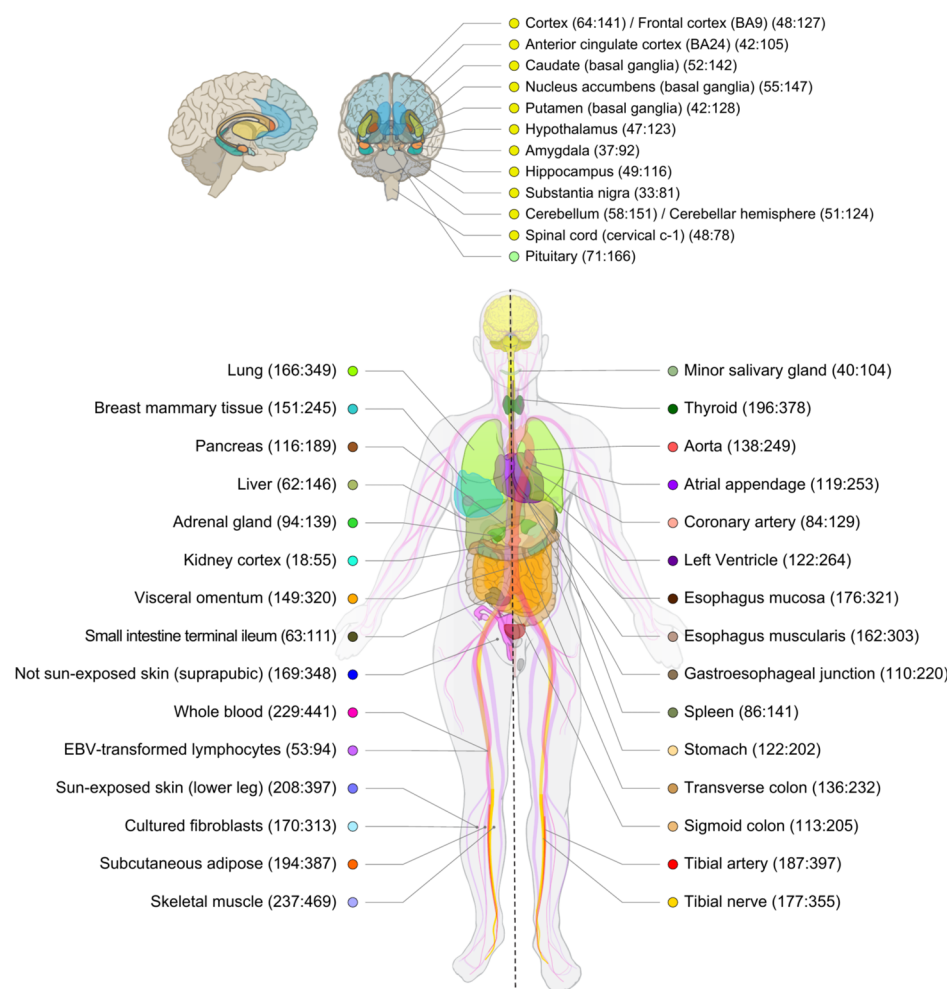 Cortex (64:141) / Frontal cortex (BA9) (48:127)
Anterior cingulate cortex (BA24) (42:105)
Caudate (basal ganglia) (52:142)
Nucleus accumbens (basal ganglia) (55:147)
Putamen (basal ganglia) (42:128)
Hypothalamus (47:123)
Amygdala (37:92)
Hippocampus (49:116)
Substantia nigra (33:81)
Cerebellum (58:151) / Cerebellar hemisphere (51:124)
Spinal cord (cervical c-1) (48:78)
Pituitary (71:166)
Lung (166:349)
Breast mammary tissue (151:245)
Pancreas (116:189)
Liver (62:146)
Adrenal gland (94:139)
Kidney cortex (18:55)
Visceral omentum (149:320)
Small intestine terminal ileum (63:111)
Not sun-exposed skin (suprapubic) (169:348)
Whole blood (229:441)
EBV-transformed lymphocytes (53:94)
Sun-exposed skin (lower leg) (208:397)
Cultured fibroblasts (170:313)
Subcutaneous adipose (194:387)
Skeletal muscle (237:469)
Minor salivary gland (40:104)
Thyroid (196:378)
Aorta (138:249)
Atrial appendage (119:253)
Coronary artery (84:129)
Left Ventricle (122:264)
Esophagus mucosa (176:321)
Esophagus muscularis (162:303)
Gastroesophageal junction (110:220)
Spleen (86:141)
Stomach (122:202)
Transverse colon (136:232)
Sigmoid colon (113:205)
Tibial artery (187:397)
Tibial nerve (177:355)